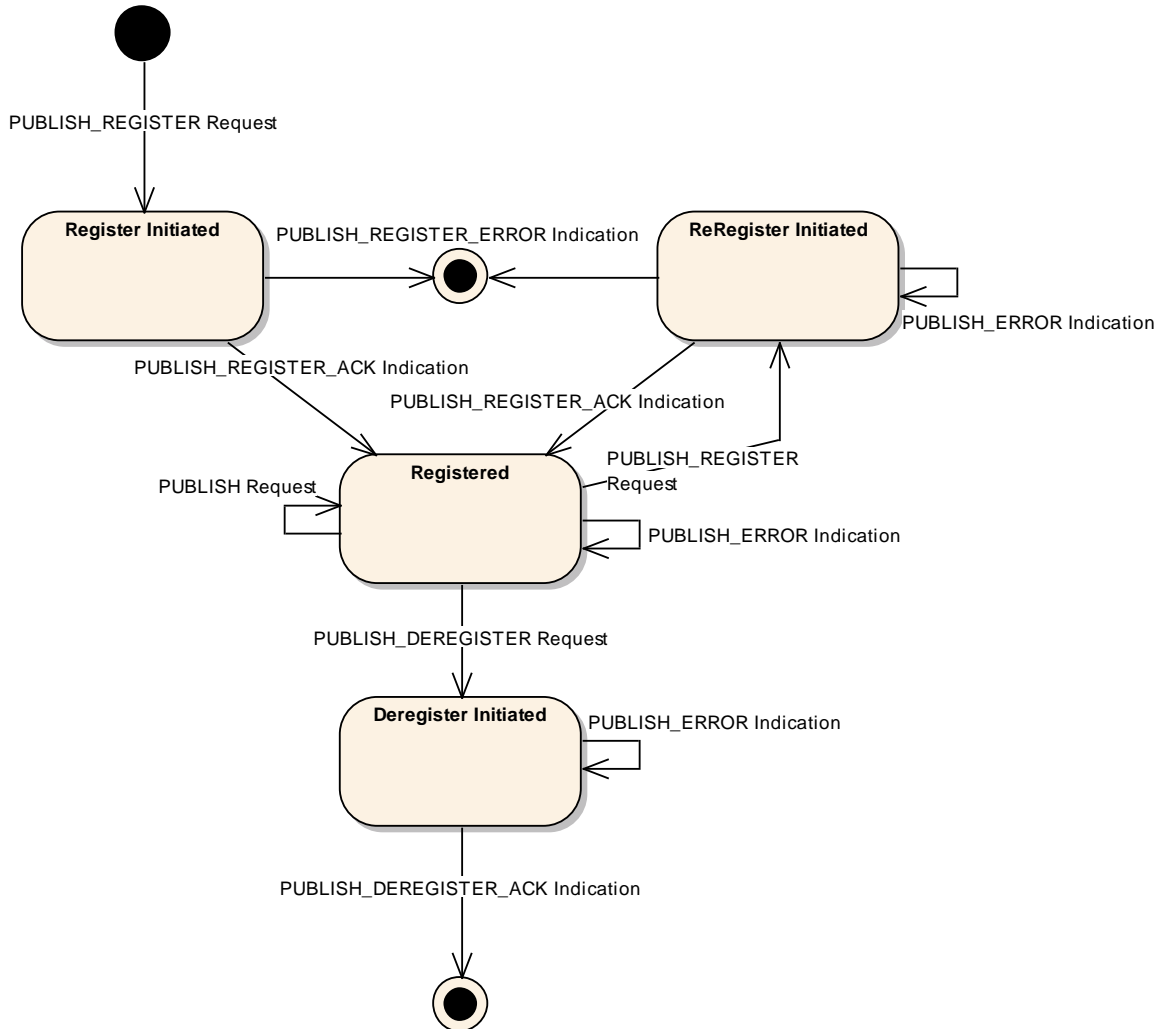 PUBLISH_REGISTER Request
Register Initiated
PUBLISH_REGISTER_ERROR Indication
ReRegister Initiated
PUBLISH_ERROR Indication
PUBLISH_REGISTER_ACK Indication
PUBLISH_REGISTER_ACK Indication
PUBLISH_REGISTER
Request
Registered
PUBLISH Request
PUBLISH_ERROR Indication
PUBLISH_DEREGISTER Request
Deregister Initiated
PUBLISH_ERROR Indication
PUBLISH_DEREGISTER_ACK Indication